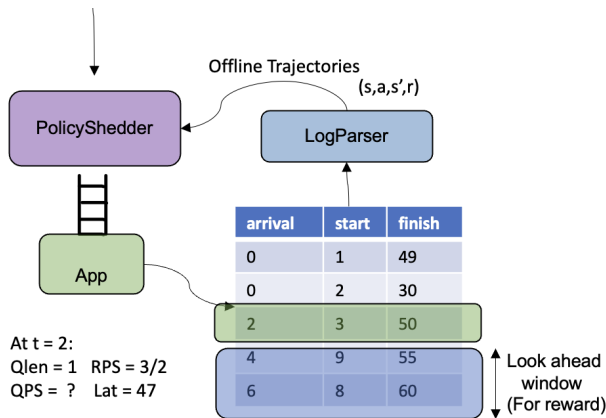 Offline Trajectories
(s,a,s',r)
PolicyShedder
LogParser
arrival start finish
0 1 49
0 2 30
2 3 50
4 9 55
6 8 60
App
At t = 2:
Qlen = 1 RPS = 3/2
QPS = ? Lat = 47
Look ahead
window
(For reward)